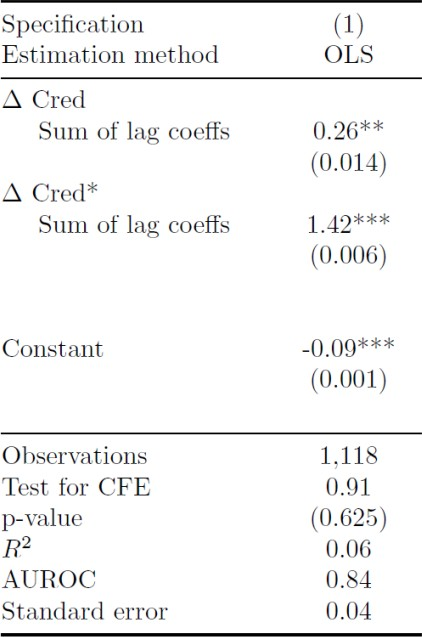 Specification (1)
Estimation method OLS
Δ Cred
Sum of lag coeffs 0.26**
(0.014)
Δ Cred*
Sum of lag coeffs 1.42***
(0.006)
Constant -0.09***
(0.001)
Observations 1,118
Test for CFE 0.91
p-value (0.625)
R² 0.06
AUROC 0.84
Standard error 0.04